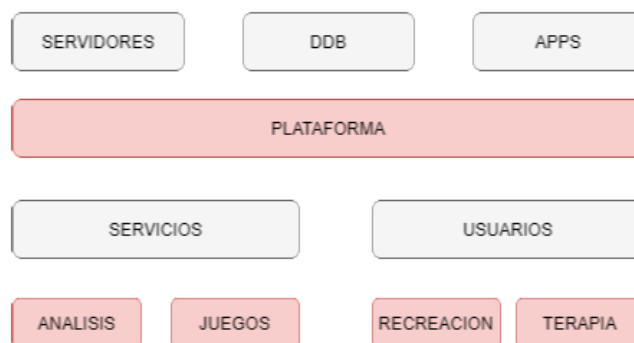 SERVIDORES DDB APPS
PLATAFORMA
SERVICIOS USUARIOS
ANALISIS JUEGOS RECREACION TERAPIA